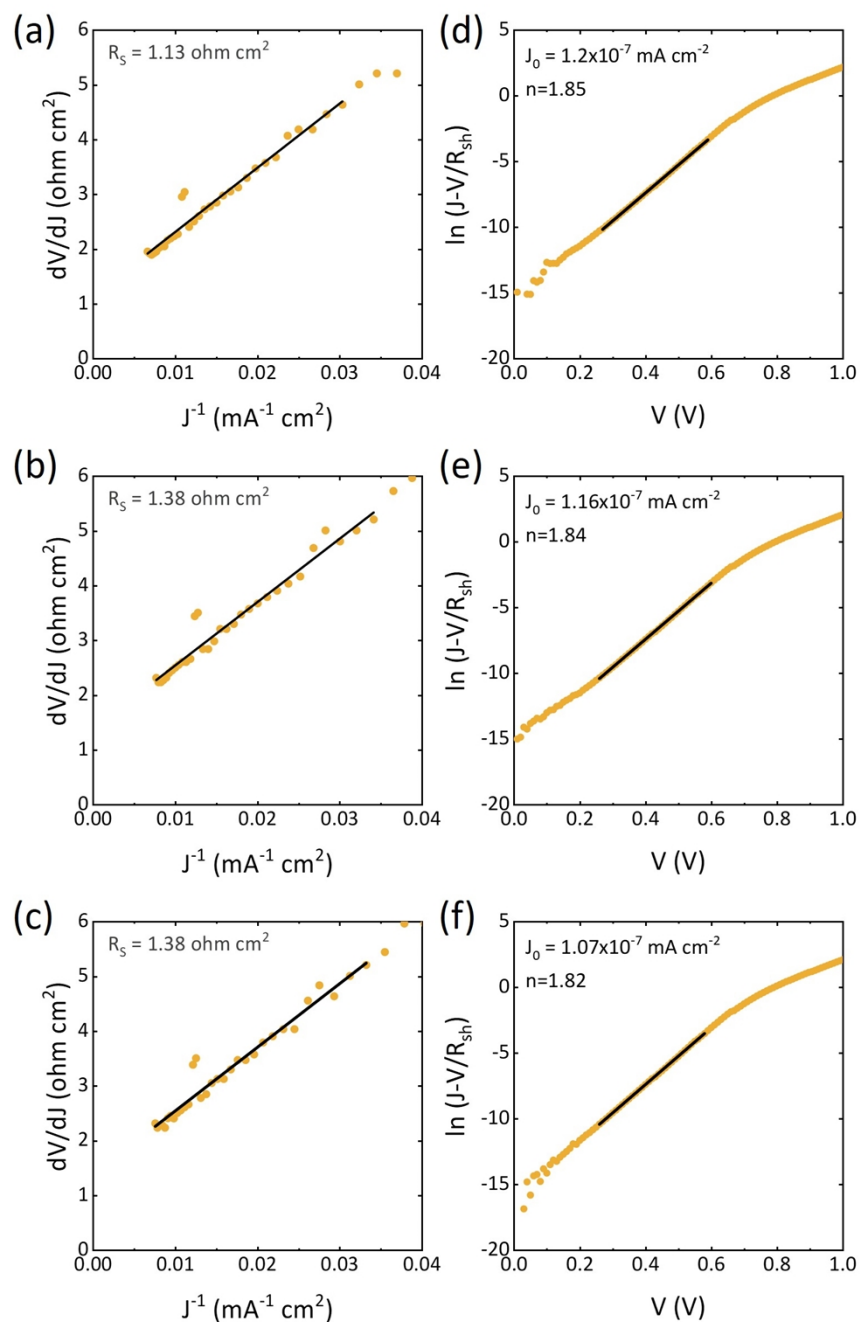 (a)
R_S = 1.13 ohm cm²
dV/dJ (ohm cm²)
6
5
4
3
2
1
0
0.00 0.01 0.02 0.03 0.04
J⁻¹ (mA⁻¹ cm²)
(d)
J₀ = 1.2x10⁻⁷ mA cm⁻²
n=1.85
ln (J-V/R_sh)
5
0
-5
-10
-15
-20
0.0 0.2 0.4 0.6 0.8 1.0
V (V)
(b)
R_S = 1.38 ohm cm²
dV/dJ (ohm cm²)
6
5
4
3
2
1
0
0.00 0.01 0.02 0.03 0.04
J⁻¹ (mA⁻¹ cm²)
(e)
J₀ = 1.16x10⁻⁷ mA cm⁻²
n=1.84
ln (J-V/R_sh)
5
0
-5
-10
-15
-20
0.0 0.2 0.4 0.6 0.8 1.0
V (V)
(c)
R_S = 1.38 ohm cm²
dV/dJ (ohm cm²)
6
5
4
3
2
1
0
0.00 0.01 0.02 0.03 0.04
J⁻¹ (mA⁻¹ cm²)
(f)
J₀ = 1.07x10⁻⁷ mA cm⁻²
n=1.82
ln (J-V/R_sh)
5
0
-5
-10
-15
-20
0.0 0.2 0.4 0.6 0.8 1.0
V (V)